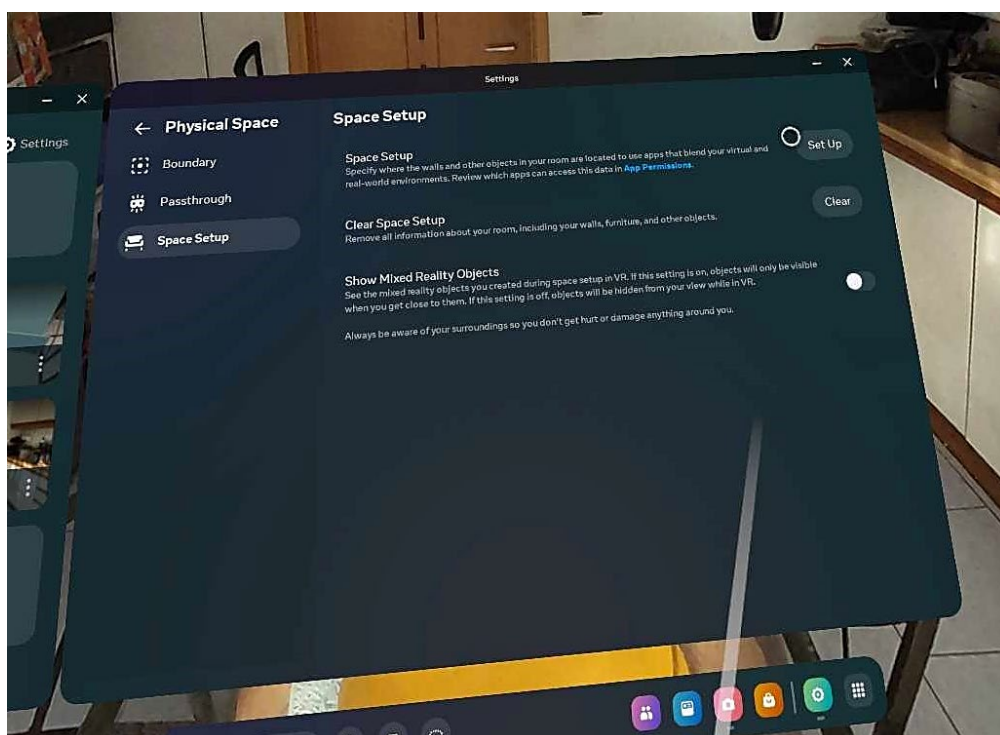 Settings
Settings
Physical Space
Boundary
Passthrough
Space Setup
Space Setup
Space Setup
Specify where the walls and other objects in your room are located to use apps that blend your virtual and
real-world environments. Review which apps can access this data in App Permissions.
Set Up
Clear Space Setup
Remove all information about your room, including your walls, furniture, and other objects.
Clear
Show Mixed Reality Objects
See the mixed reality objects you created during space setup in VR. If this setting is on, objects will only be visible
when you get close to them. If this setting is off, objects will be hidden from your view while in VR.
Always be aware of your surroundings so you don't get hurt or damage anything around you.